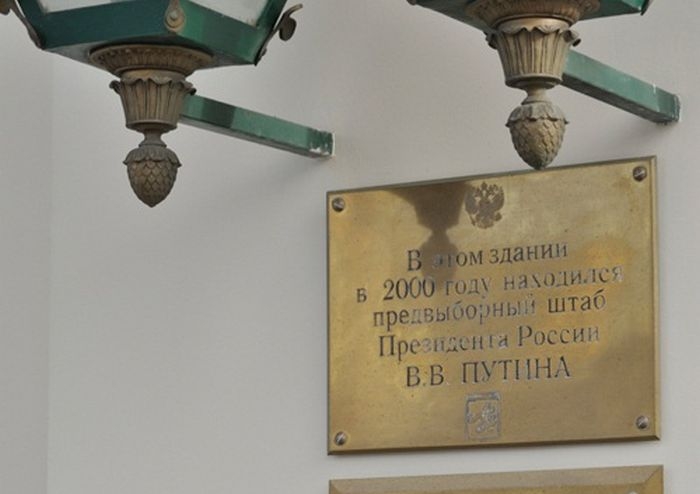 В этом здании
в 2000 году находился
предвыборный штаб
Президента России
В.В. ПУТИНА